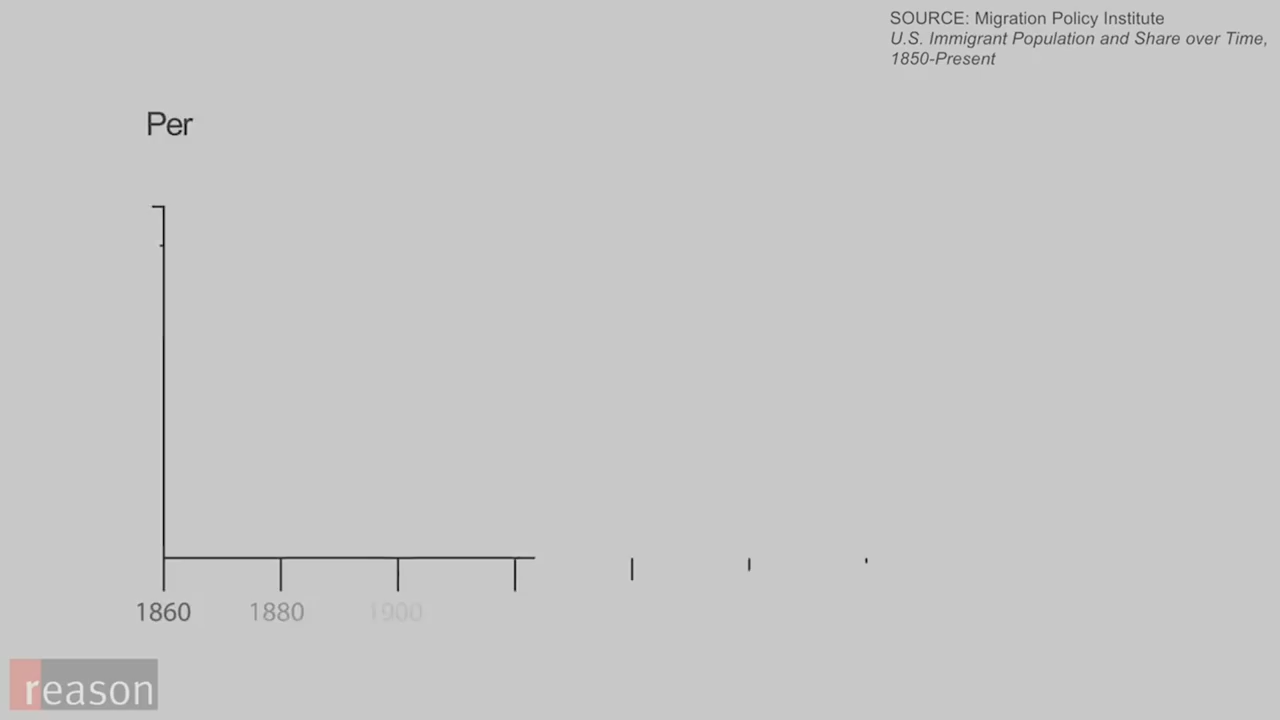 SOURCE: Migration Policy Institute
U.S. Immigrant Population and Share over Time,
1850-Present
Per
1860 1880 1900
reason